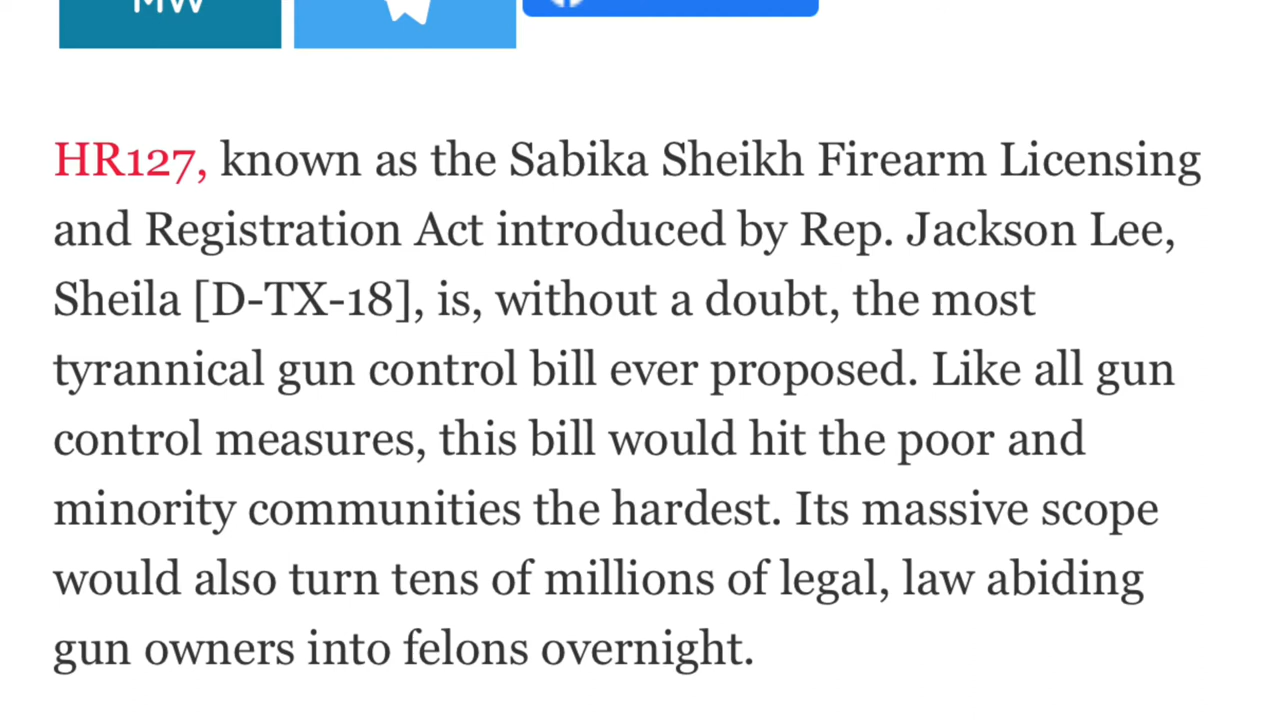 MW
HR127, known as the Sabika Sheikh Firearm Licensing
and Registration Act introduced by Rep. Jackson Lee,
Sheila [D-TX-18], is, without a doubt, the most
tyrannical gun control bill ever proposed. Like all gun
control measures, this bill would hit the poor and
minority communities the hardest. Its massive scope
would also turn tens of millions of legal, law abiding
gun owners into felons overnight.